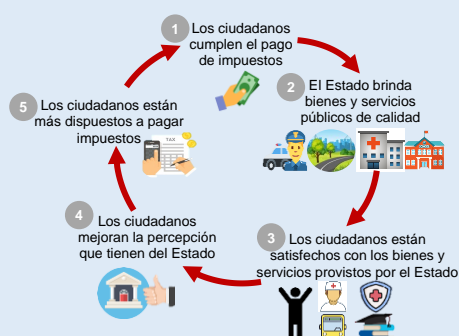 1 Los ciudadanos
cumplen el pago
de impuestos
2 El Estado brinda
bienes y servicios
públicos de calidad
3 Los ciudadanos están
satisfechos con los bienes y
servicios provistos por el Estado
4 Los ciudadanos
mejoran la percepción
que tienen del Estado
5 Los ciudadanos están
más dispuestos a pagar
impuestos
TAX